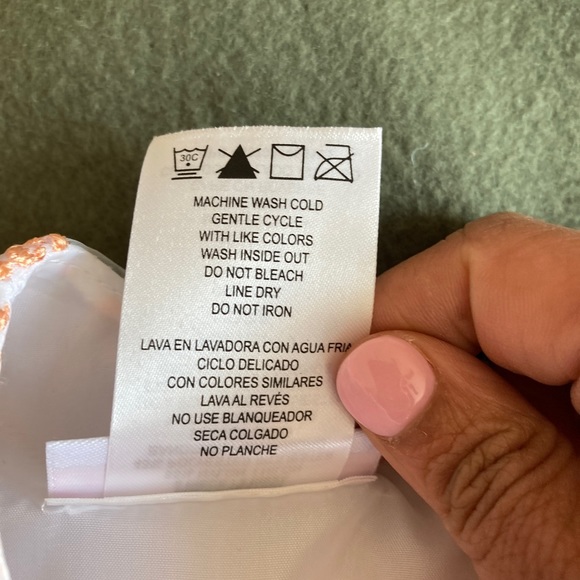 30C
MACHINE WASH COLD
GENTLE CYCLE
WITH LIKE COLORS
WASH INSIDE OUT
DO NOT BLEACH
LINE DRY
DO NOT IRON
LAVA EN LAVADORA CON AGUA FRIA
CICLO DELICADO
CON COLORES SIMILARES
LAVA AL REVÉS
NO USE BLANQUEADOR
SECA COLGADO
NO PLANCHE